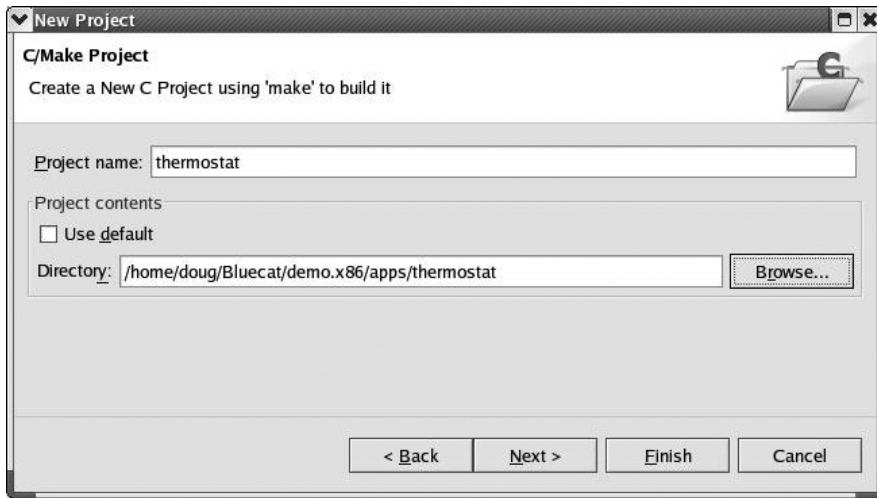 New Project
C/Make Project
Create a New C Project using 'make' to build it
C
Project name: thermostat
Project contents
Use default
Directory: /home/doug/Bluecat/demo.x86/apps/thermostat Browse...
< Back Next > Finish Cancel